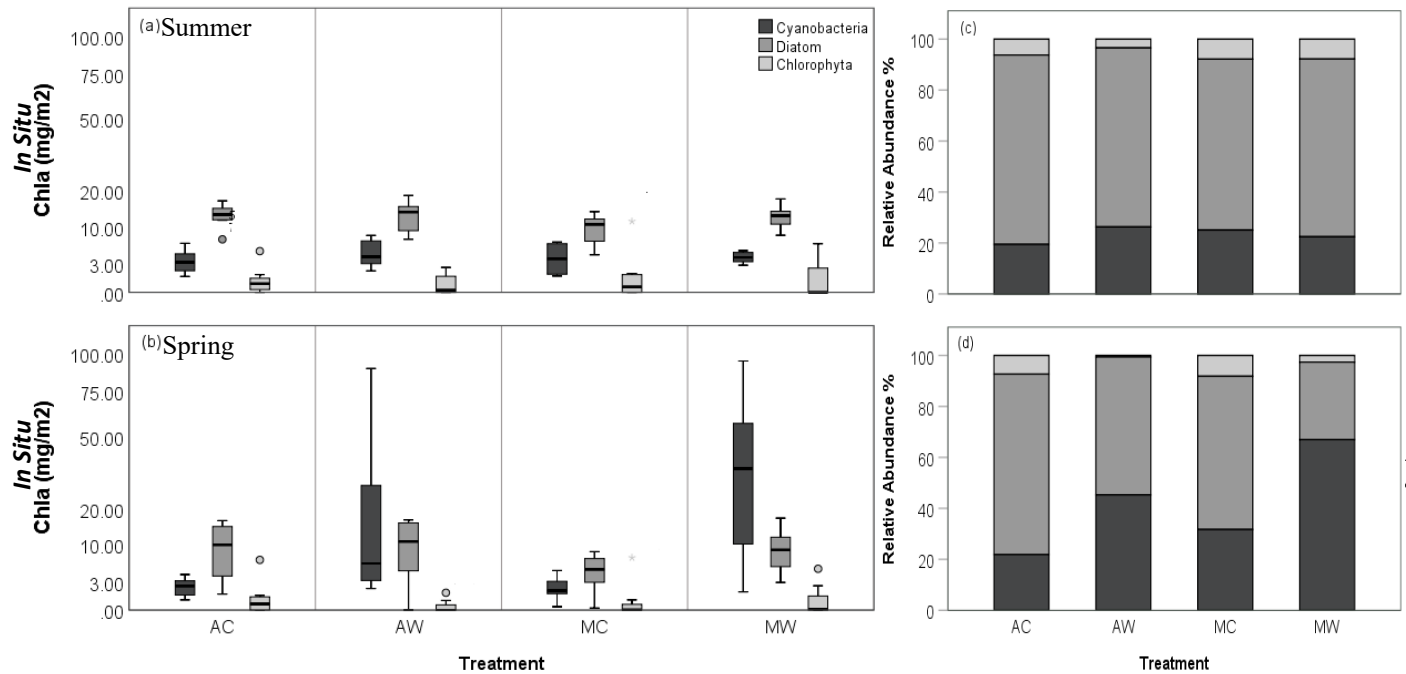 (a)Summer
Cyanobacteria
Diatom
Chlorophyta
100.00
75.00
50.00
20.00
10.00
3.00
.00
In Situ
Chla (mg/m2)
(c)
100
80
60
40
20
0
Relative Abundance %
(b)Spring
100.00
75.00
50.00
20.00
10.00
3.00
.00
In Situ
Chla (mg/m2)
AC AW MC MW
Treatment
(d)
100
80
60
40
20
0
Relative Abundance %
AC AW MC MW
Treatment